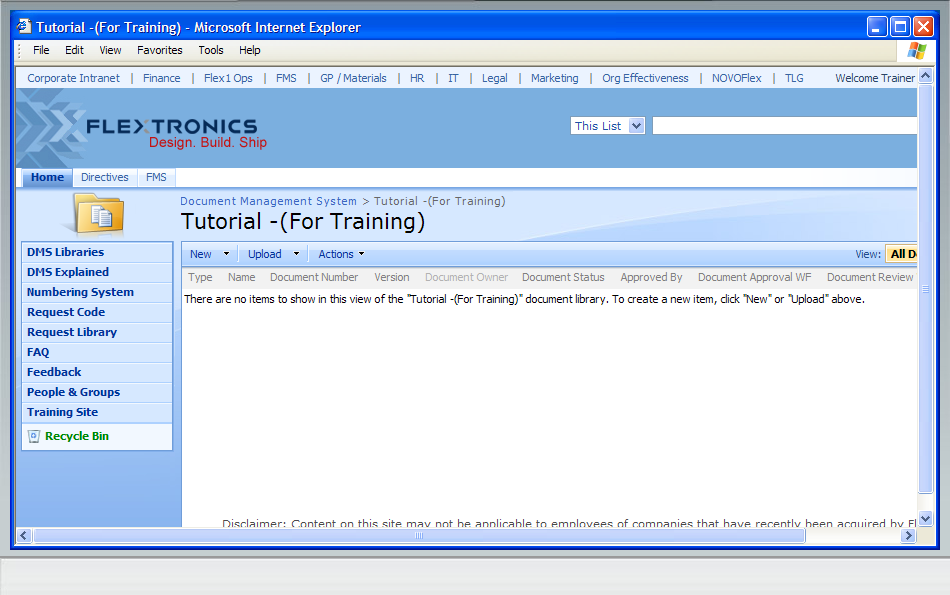 Tutorial -(For Training) - Microsoft Internet Explorer
File Edit View Favorites Tools Help
Corporate Intranet | Finance | Flex1 Ops | FMS | GP / Materials | HR | IT | Legal | Marketing | Org Effectiveness | NOVOFlex | TLG Welcome Trainer
FLEXTRONICS
Design. Build. Ship
This List
Home Directives FMS
Document Management System > Tutorial -(For Training)
Tutorial -(For Training)
New Upload Actions View: All D
Type Name Document Number Version Document Owner Document Status Approved By Document Approval WF Document Review
There are no items to show in this view of the "Tutorial -(For Training)" document library. To create a new item, click "New" or "Upload" above.
DMS Libraries
DMS Explained
Numbering System
Request Code
Request Library
FAQ
Feedback
People & Groups
Training Site
Recycle Bin
Disclaimer: Content on this site may not be applicable to employees of companies that have recently been acquired by Fl